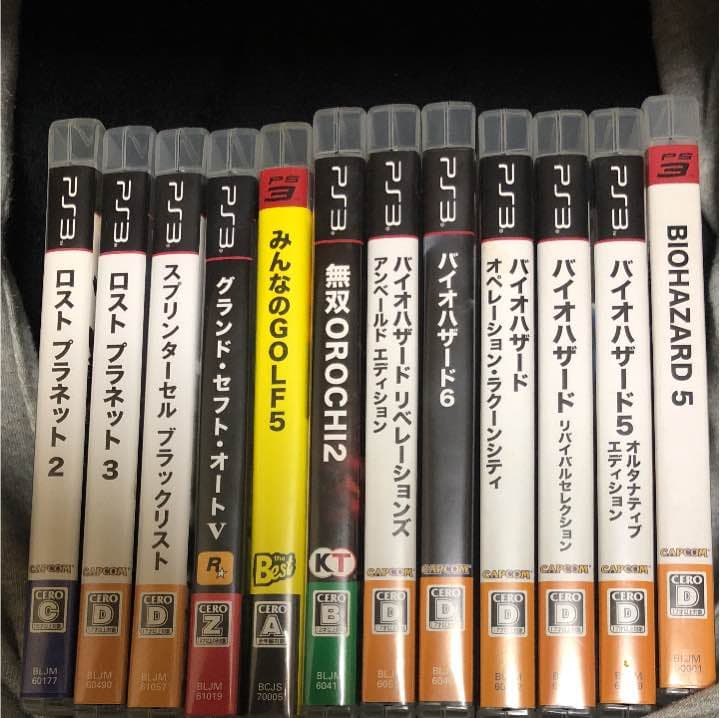 PS3
ロスト プラネット 2
CAPCOM
CERO
C
BLJM
60177
PS3
ロスト プラネット 3
CAPCOM
CERO
D
BLJM
60490
PS3
スプリンターセル ブラックリスト
CERO
D
BLJM
61057
PS3
グランド・セフト・オートV
R
CERO
Z
BLJM
61019
PS3
みんなのGOLF 5
the Best
CERO
A
BCJS
70005
PS3
無双OROCHI2
KT
CERO
B
BLJM
PS3
バイオハザード リベレーションズ
アンベールド エディション
CAPCOM
CERO
D
BLJM
PS3
バイオハザード6
CAPCOM
CERO
D
BLJM
PS3
バイオハザード
オペレーション・ラクーンシティ
CAPCOM
CERO
D
BLJM
PS3
バイオハザード リバイバルセレクション
CAPCOM
CERO
D
BLJM
PS3
バイオハザード5 オルタナティブ
エディション
CAPCOM
CERO
D
BLJM
PS3
BIOHAZARD 5
CAPCOM
CERO
D
BLJM